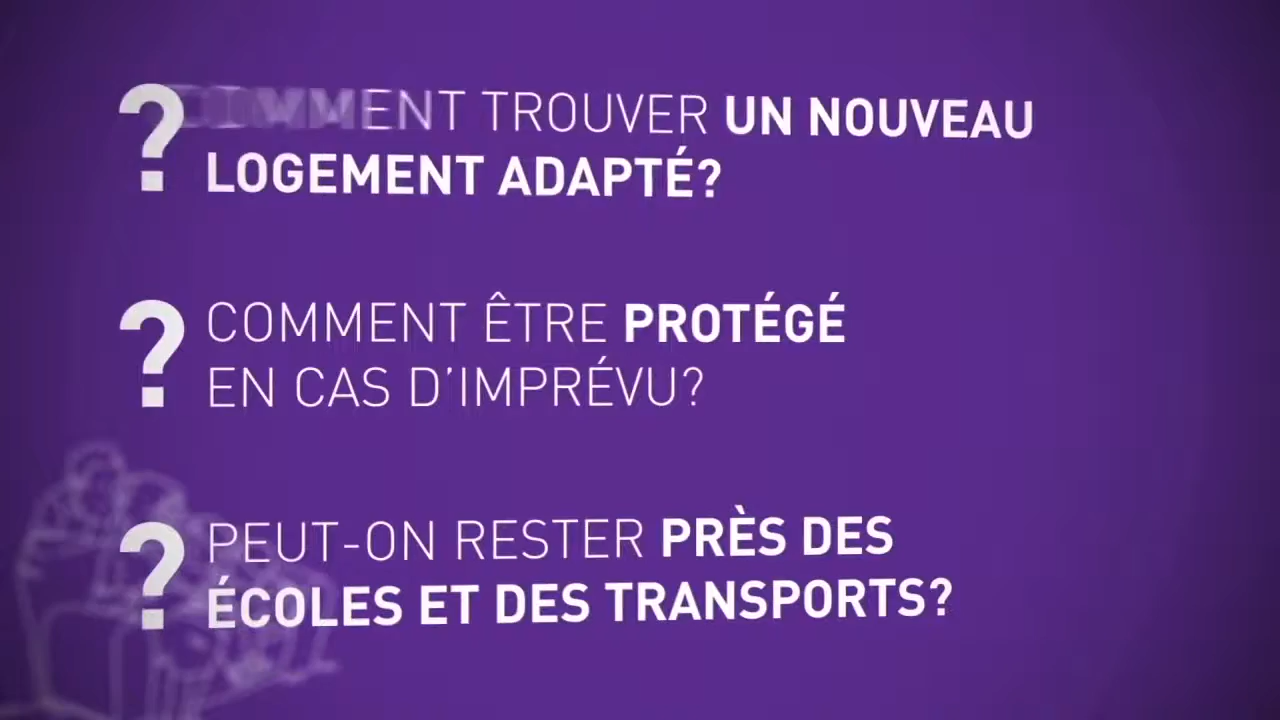 ? COMMENT TROUVER UN NOUVEAU
LOGEMENT ADAPTÉ?
? COMMENT ÊTRE PROTÉGÉ
EN CAS D'IMPRÉVU?
? PEUT-ON RESTER PRÈS DES
ÉCOLES ET DES TRANSPORTS?